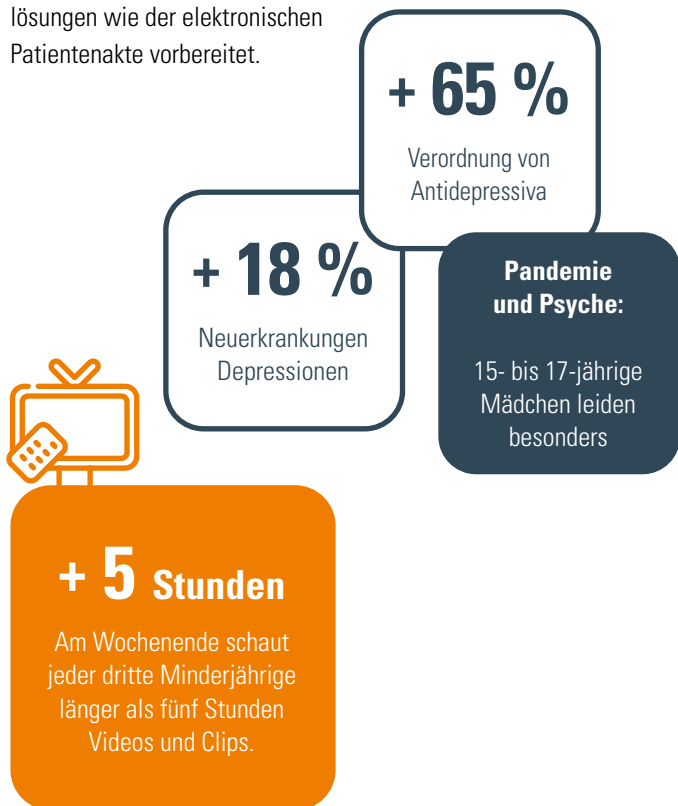 lösungen wie der elektronischen
Patientenakte vorbereitet.
+ 65 %
Verordnung von
Antidepressiva
+ 18 %
Neuerkrankungen
Depressionen
Pandemie
und Psyche:
15- bis 17-jährige
Mädchen leiden
besonders
+ 5 Stunden
Am Wochenende schaut
jeder dritte Minderjährige
länger als fünf Stunden
Videos und Clips.